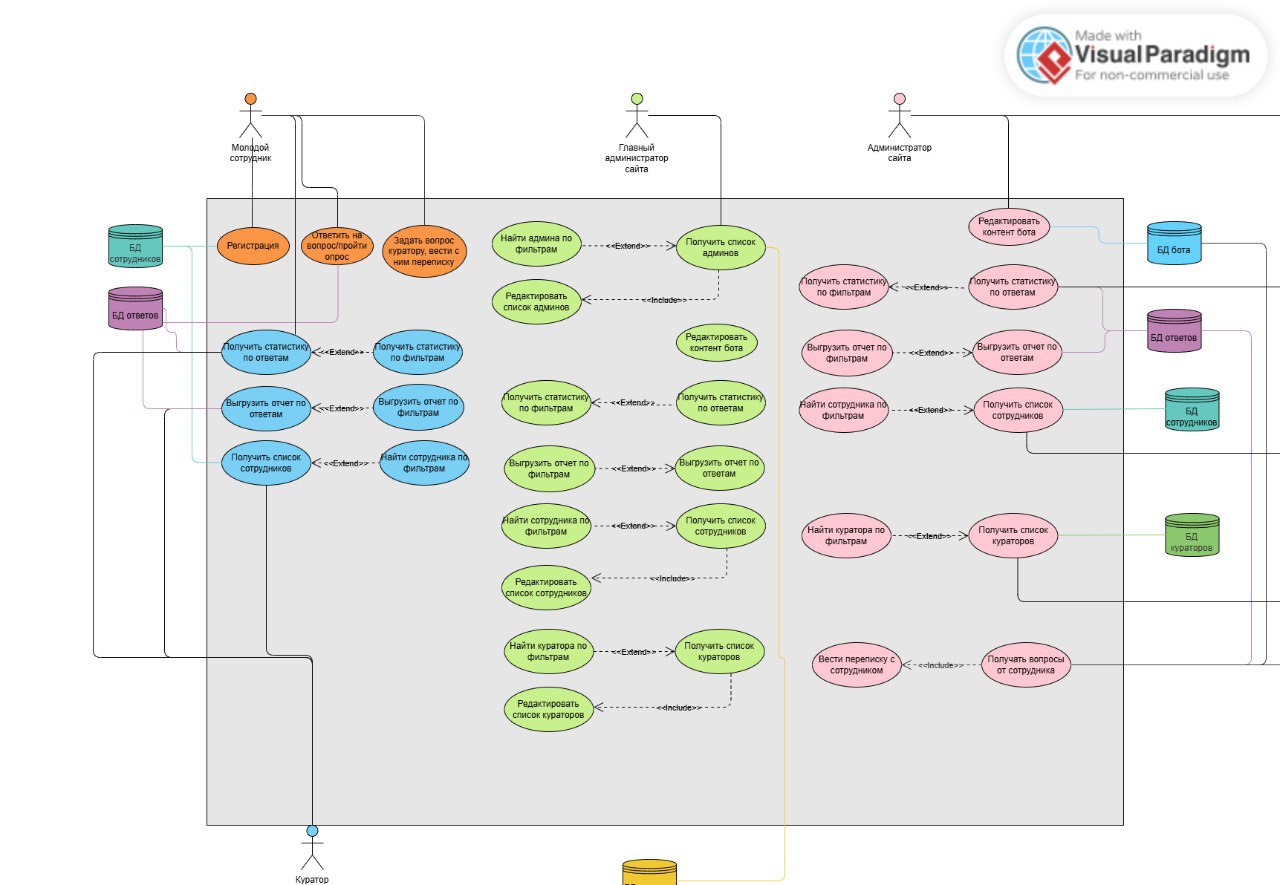 Made with
Visual Paradigm
For non-commercial use
Молодой
сотрудник
Главный
администратор
сайта
Администратор
сайта
БД
сотрудников
БД ответов
Регистрация
Ответить на
вопрос/пройти
опрос
Задать вопрос
куратору, вести с
ним переписку
Получить статистику
по ответам
<<Extend>>
Получить статистику
по фильтрам
Выгрузить отчет по
ответам
<<Extend>>
Выгрузить отчет по
фильтрам
Получить список
сотрудников
<<Extend>>
Найти сотрудника по
фильтрам
Найти админа по
фильтрам
<<Extend>>
Получить список
админов
Редактировать
список админов
<<Include>>
Редактировать
контент бота
Получить статистику
по фильтрам
<<Extend>>
Получить статистику
по ответам
Выгрузить отчет по
фильтрам
<<Extend>>
Выгрузить отчет по
ответам
Найти сотрудника по
фильтрам
<<Extend>>
Получить список
сотрудников
Редактировать
список сотрудников
<<Include>>
Найти куратора по
фильтрам
<<Extend>>
Получить список
кураторов
Редактировать
список кураторов
<<Include>>
Редактировать
контент бота
Получить статистику
по фильтрам
<<Extend>>
Получить статистику
по ответам
Выгрузить отчет по
фильтрам
<<Extend>>
Выгрузить отчет по
ответам
Найти сотрудника по
фильтрам
<<Extend>>
Получить список
сотрудников
Найти куратора по
фильтрам
<<Extend>>
Получить список
кураторов
Вести переписку с
сотрудником
<<Include>>
Получать вопросы
от сотрудника
БД бота
БД ответов
БД
сотрудников
БД
кураторов
Куратор